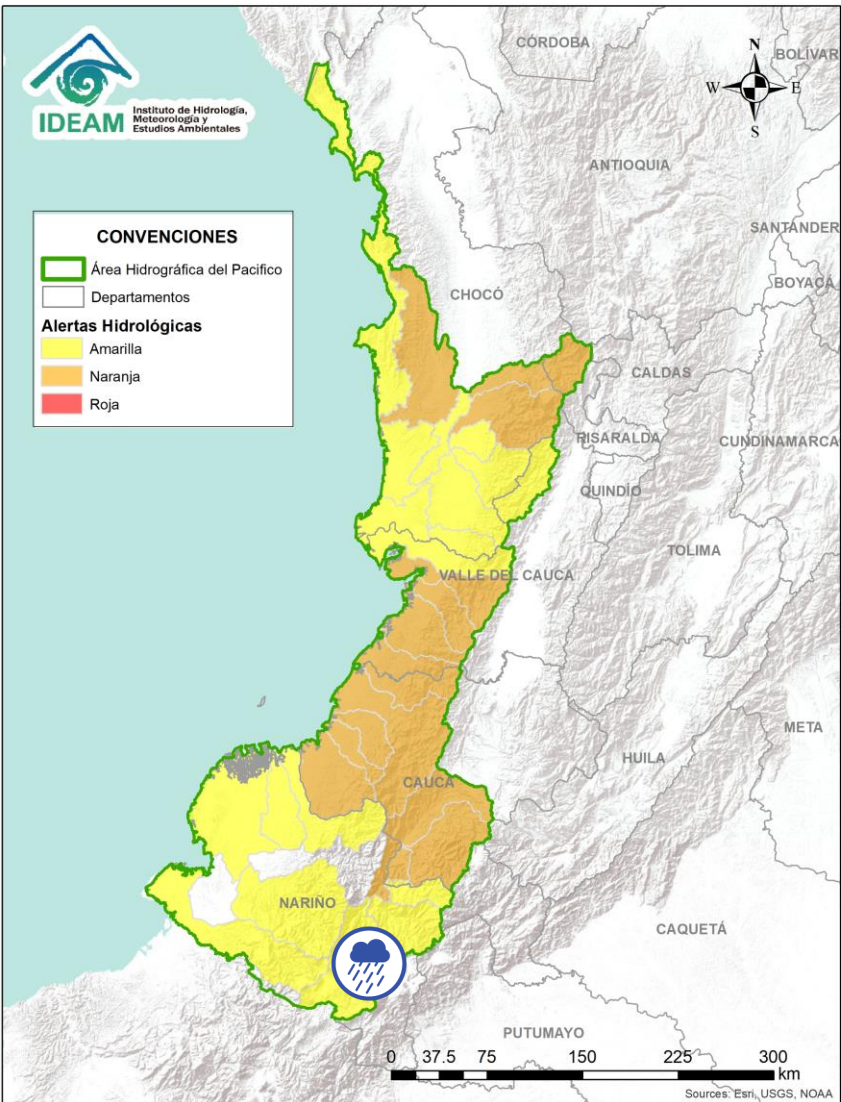 IDEAM
Instituto de Hidrología,
Meteorología y
Estudios Ambientales
N
W E
S
CONVENCIONES
Área Hidrográfica del Pacifico
Departamentos
Alertas Hidrológicas
Amarilla
Naranja
Roja
CÓRDOBA
BOLÍVAR
ANTIOQUIA
SANTANDER
BOYACÁ
CHOCÓ
CALDAS
RISARALDA
CUNDINAMARCA
QUINDÍO
TOLIMA
VALLE DEL CAUCA
META
HUILA
CAUCA
NARIÑO
CAQUETÁ
PUTUMAYO
0 37.5 75 150 225 300
km
Sources: Esri, USGS, NOAA